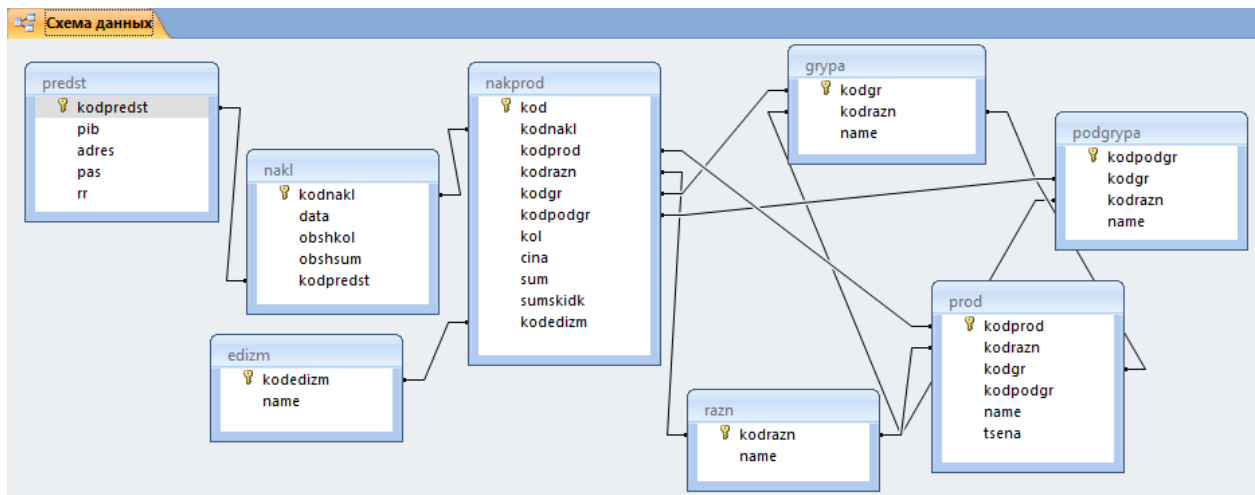 Схема данных
predst
kodpredst
pib
adres
pas
rr
nakl
kodnakl
data
obshkol
obshsum
kodpredst
edizm
kodedizm
name
nakprod
kod
kodnakl
kodprod
kodrazn
kodgr
kodpodgr
kol
cina
sum
sumskidk
kodedizm
grypa
kodgr
kodrazn
name
podgrypa
kodpodgr
kodgr
kodrazn
name
razn
kodrazn
name
prod
kodprod
kodrazn
kodgr
kodpodgr
name
tsena